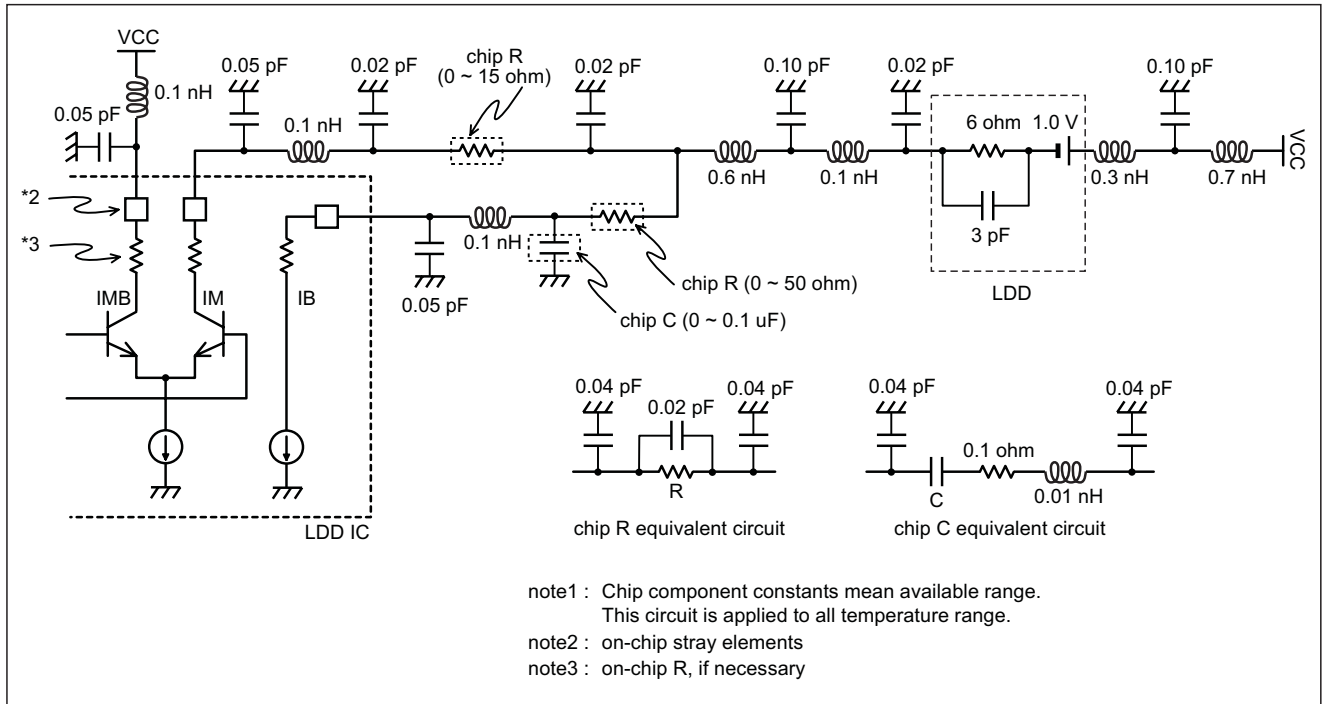 VCC
0.1 nH
0.05 pF
0.05 pF
0.02 pF
chip R
(0 ~ 15 ohm)
0.02 pF
0.10 pF
0.02 pF
0.10 pF
0.1 nH
0.6 nH
0.1 nH
6 ohm
1.0 V
3 pF
LDD
0.3 nH
0.7 nH
VCC
*2
*3
IMB
IM
IB
0.05 pF
0.1 nH
chip R (0 ~ 50 ohm)
chip C (0 ~ 0.1 uF)
LDD IC
0.04 pF
0.02 pF
0.04 pF
R
chip R equivalent circuit
0.04 pF
0.1 ohm
0.04 pF
C
0.01 nH
chip C equivalent circuit
note1 : Chip component constants mean available range.
This circuit is applied to all temperature range.
note2 : on-chip stray elements
note3 : on-chip R, if necessary